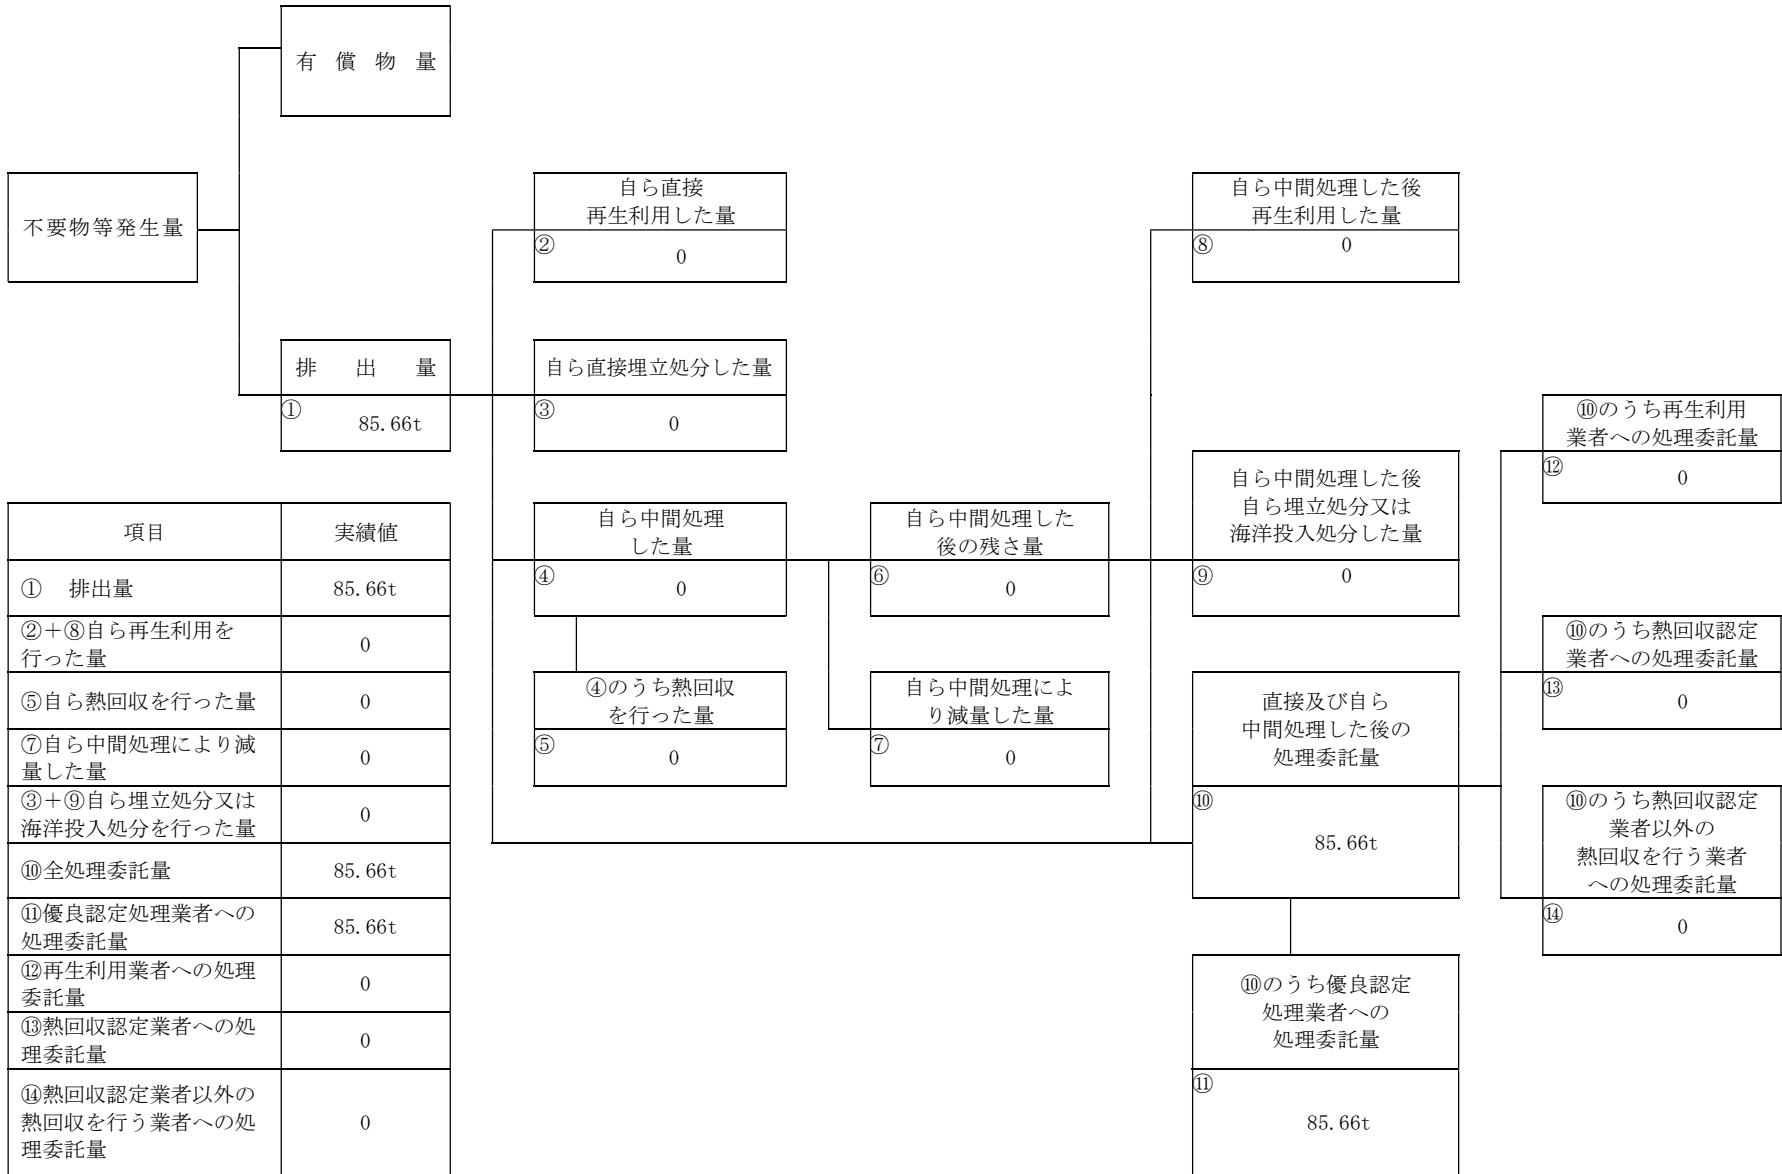 有　償　物　量
不要物等発生量
自ら直接
再生利用した量
②
0
自ら中間処理した後
再生利用した量
⑧
0
排　出　量
①
85.66t
自ら直接埋立処分した量
③
0
⑩のうち再生利用
業者への処理委託量
⑫
0
自ら中間処理
した量
④
0
自ら中間処理した
後の残さ量
⑥
0
自ら中間処理した後
自ら埋立処分又は
海洋投入処分した量
⑨
0
⑩のうち熱回収認定
業者への処理委託量
⑬
0
④のうち熱回収
を行った量
⑤
0
自ら中間処理によ
り減量した量
⑦
0
直接及び自ら
中間処理した後の
処理委託量
⑩
85.66t
⑩のうち熱回収認定
業者以外の
熱回収を行う業者
への処理委託量
⑭
0
⑩のうち優良認定
処理業者への
処理委託量
⑪
85.66t
項目
実績値
①　排出量
85.66t
②＋⑧自ら再生利用を
行った量
0
⑤自ら熱回収を行った量
0
⑦自ら中間処理により減
量した量
0
③＋⑨自ら埋立処分又は
海洋投入処分を行った量
0
⑩全処理委託量
85.66t
⑪優良認定処理業者への
処理委託量
85.66t
⑫再生利用業者への処理
委託量
0
⑬熱回収認定業者への処
理委託量
0
⑭熱回収認定業者以外の
熱回収を行う業者への処
理委託量
0